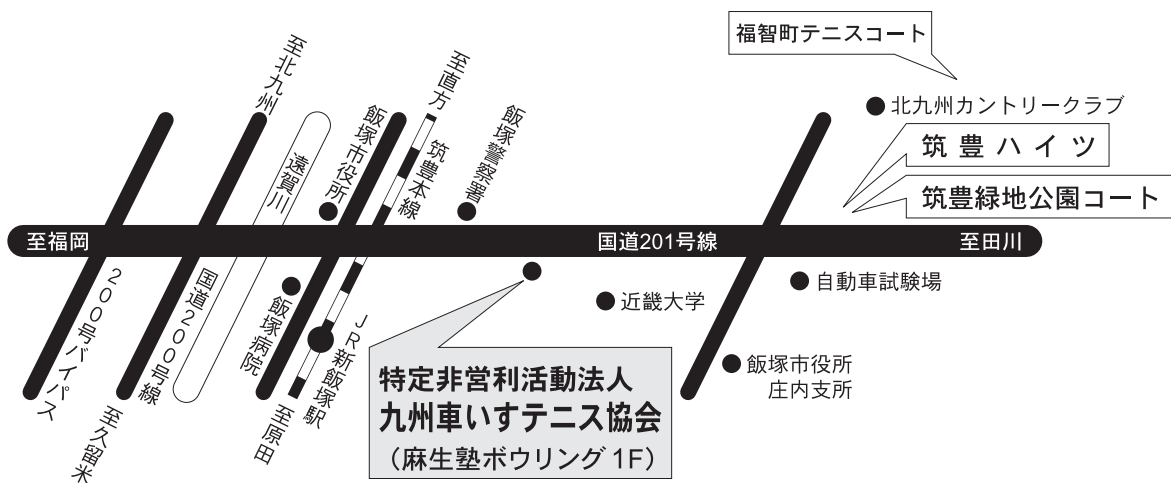 福智町テニスコート
至北九州
至直方
北九州カントリークラブ
飯塚市役所
飯塚警察署
筑豊本線
遠賀川
筑豊ハイツ
筑豊緑地公園コート
至福岡
国道201号線
至田川
200号バイパス
国道200号線
飯塚病院
自動車試験場
近畿大学
JR新飯塚駅
飯塚市役所
庄内支所
特定非営利活動法人
九州車いすテニス協会
（麻生塾ボウリング1F）
至久留米
至原田